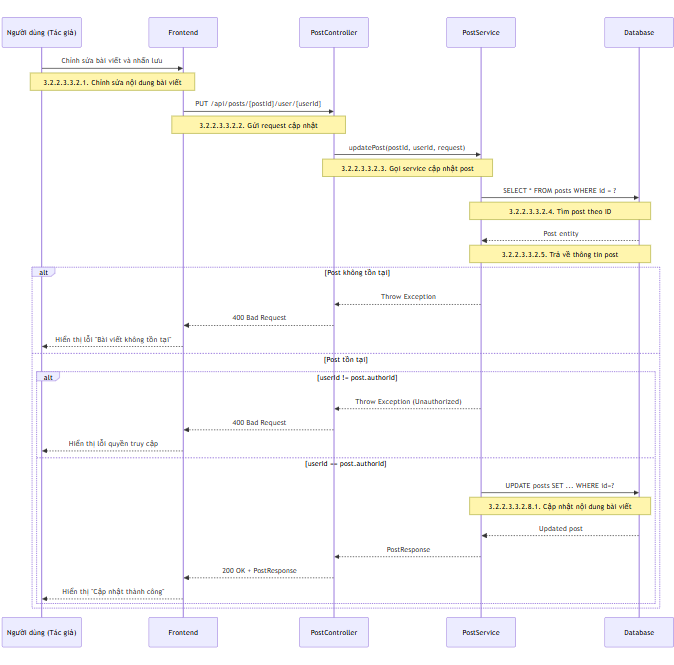 Người dùng (Tác giả)
Frontend
PostController
PostService
Database
Chỉnh sửa bài viết và nhấn lưu
3.2.2.3.3.2.1. Chỉnh sửa nội dung bài viết
PUT /api/posts/{postId}/user/{userId}
3.2.2.3.3.2.2. Gửi request cập nhật
updatePost(postId, userId, request)
3.2.2.3.3.2.3. Gọi service cập nhật post
SELECT * FROM posts WHERE id = ?
3.2.2.3.3.2.4. Tìm post theo ID
Post entity
3.2.2.3.3.2.5. Trả về thông tin post
alt
[Post không tồn tại]
Throw Exception
400 Bad Request
Hiển thị lỗi "Bài viết không tồn tại"
[Post tồn tại]
alt
[userId != post.authorId]
Throw Exception (Unauthorized)
400 Bad Request
Hiển thị lỗi quyền truy cập
[userId == post.authorId]
UPDATE posts SET ... WHERE id=?
3.2.2.3.3.2.8.1. Cập nhật nội dung bài viết
Updated post
PostResponse
200 OK + PostResponse
Hiển thị "Cập nhật thành công"
Người dùng (Tác giả)
Frontend
PostController
PostService
Database